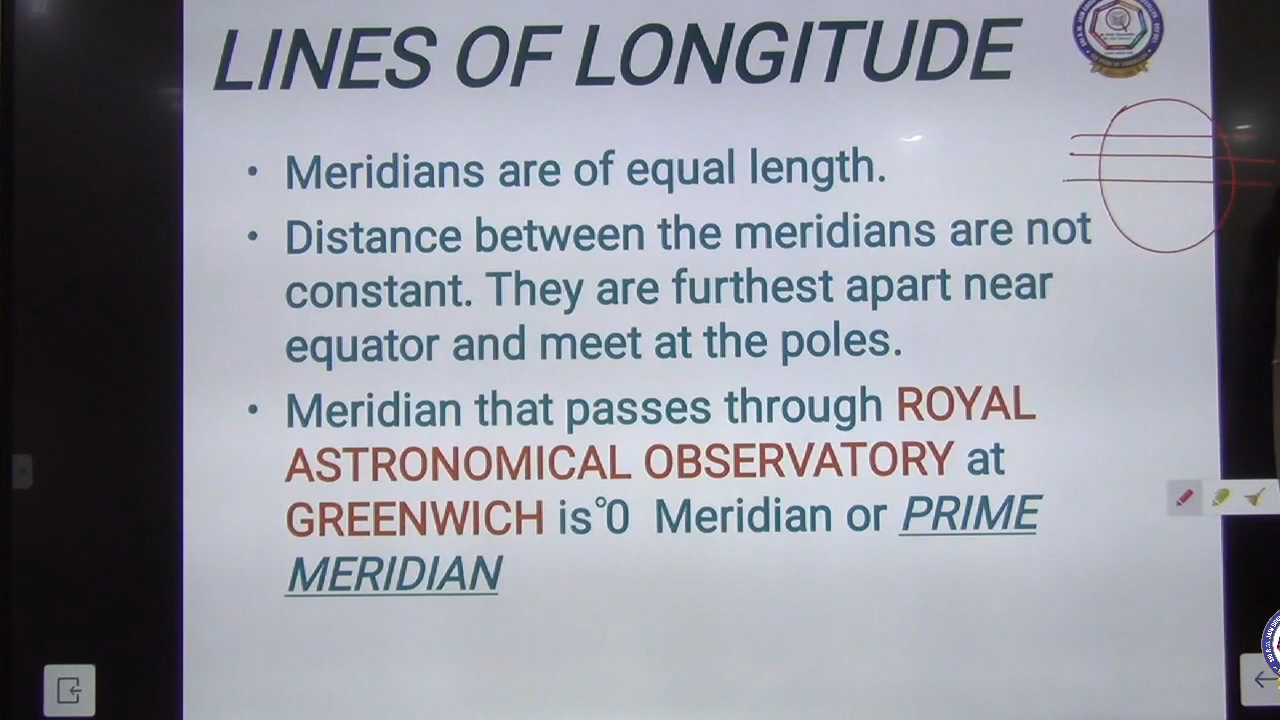 LINES OF LONGITUDE
• Meridians are of equal length.
• Distance between the meridians are not
constant. They are furthest apart near
equator and meet at the poles.
• Meridian that passes through ROYAL
ASTRONOMICAL OBSERVATORY at
GREENWICH is°0 Meridian or PRIME
MERIDIAN